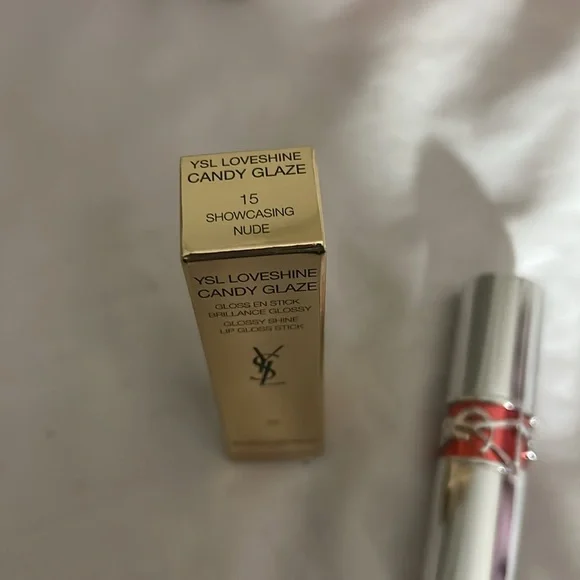 YSL LOVESHINE
CANDY GLAZE
15
SHOWCASING
NUDE
YSL LOVESHINE
CANDY GLAZE
GLOSS EN STICK
BRILLANCE GLOSSY
GLOSSY SHINE
LIP GLOSS STICK
YSL